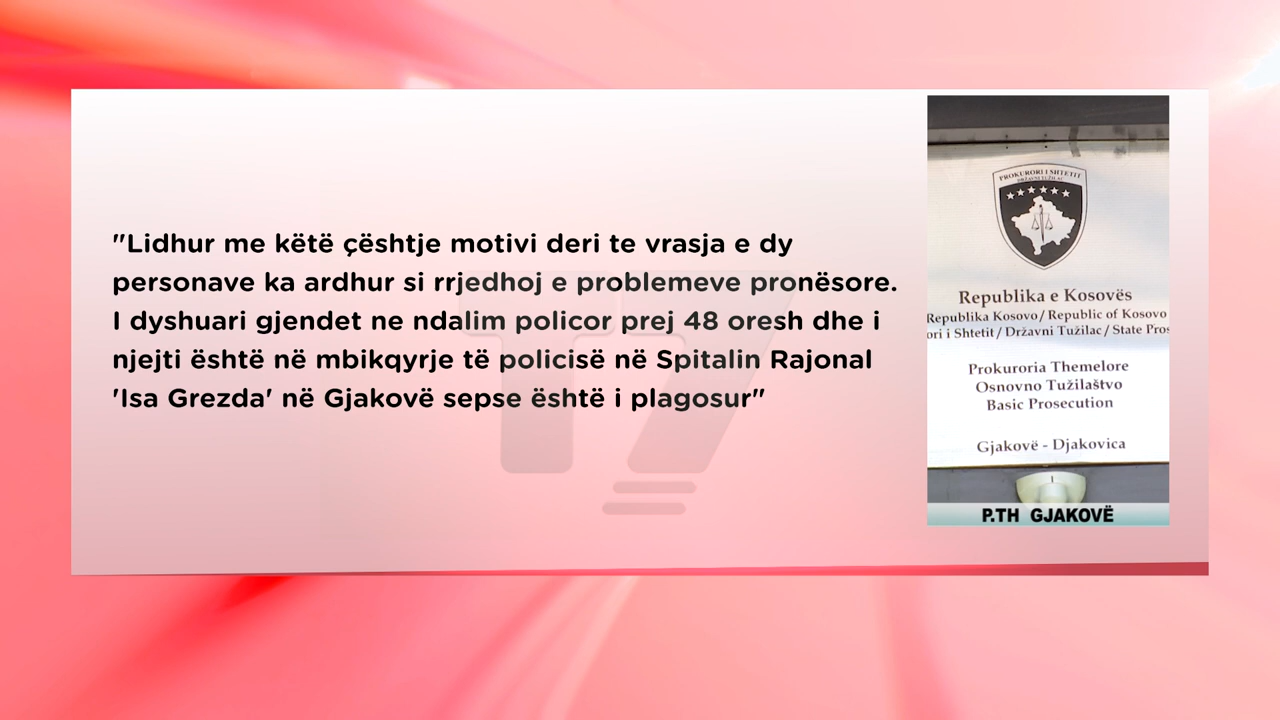 "Lidhur me këtë çështje motivi deri te vrasja e dy
personave ka ardhur si rrjedhoj e problemeve pronësore.
I dyshuari gjendet ne ndalim policor prej 48 oresh dhe i
njejti është në mbikqyrje të policisë në Spitalin Rajonal
'Isa Grezda' në Gjakovë sepse është i plagosur"
T7
PROKURORI I SHTETIT
DRŽAVNI TUŽILAC
Republika e Kosovës
Republika Kosovo / Republic of Kosovo
ori i Shtetit / Državni Tužilac / State Pros
Prokuroria Themelore
Osnovno Tužilaštvo
Basic Prosecution
Gjakovë - Djakovica
P.TH GJAKOVË